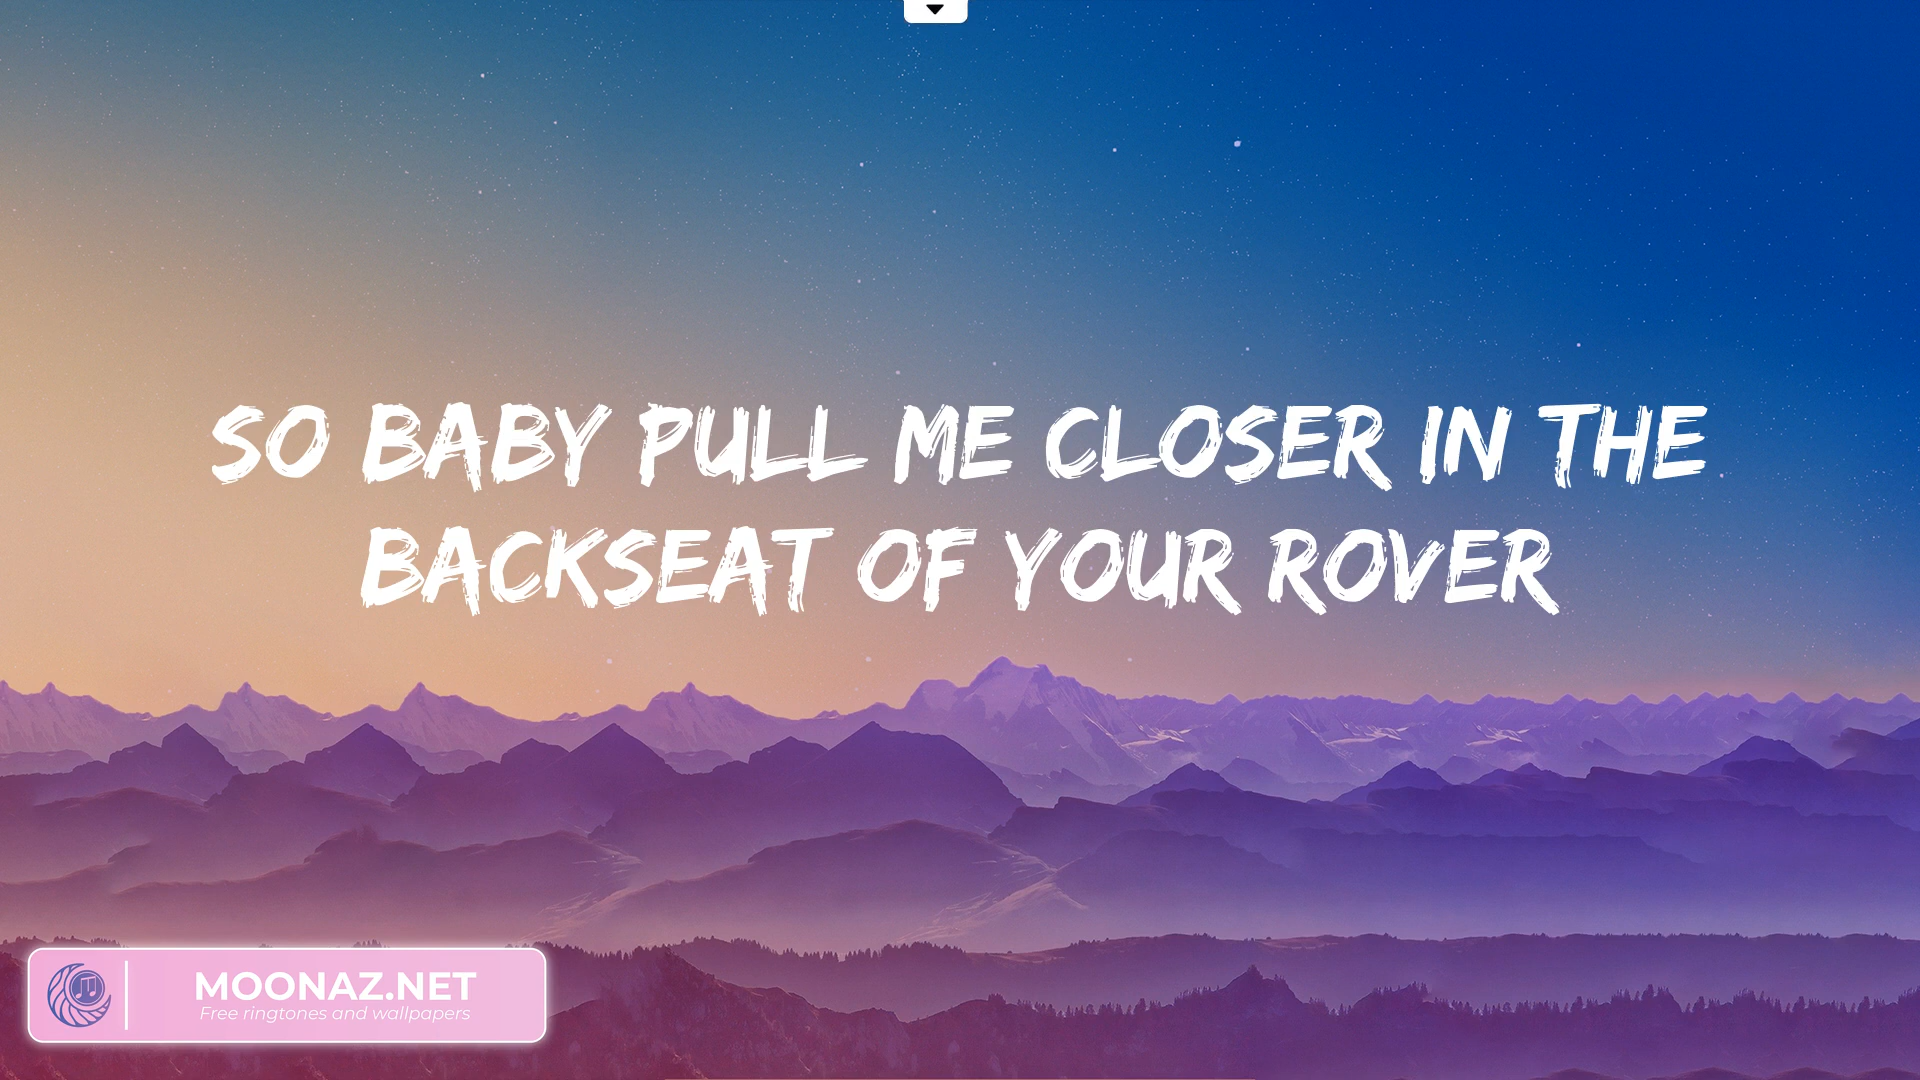 SO BABY PULL ME CLOSER IN THE
BACKSEAT OF YOUR ROVER
MOONAZ.NET
Free ringtones and wallpapers